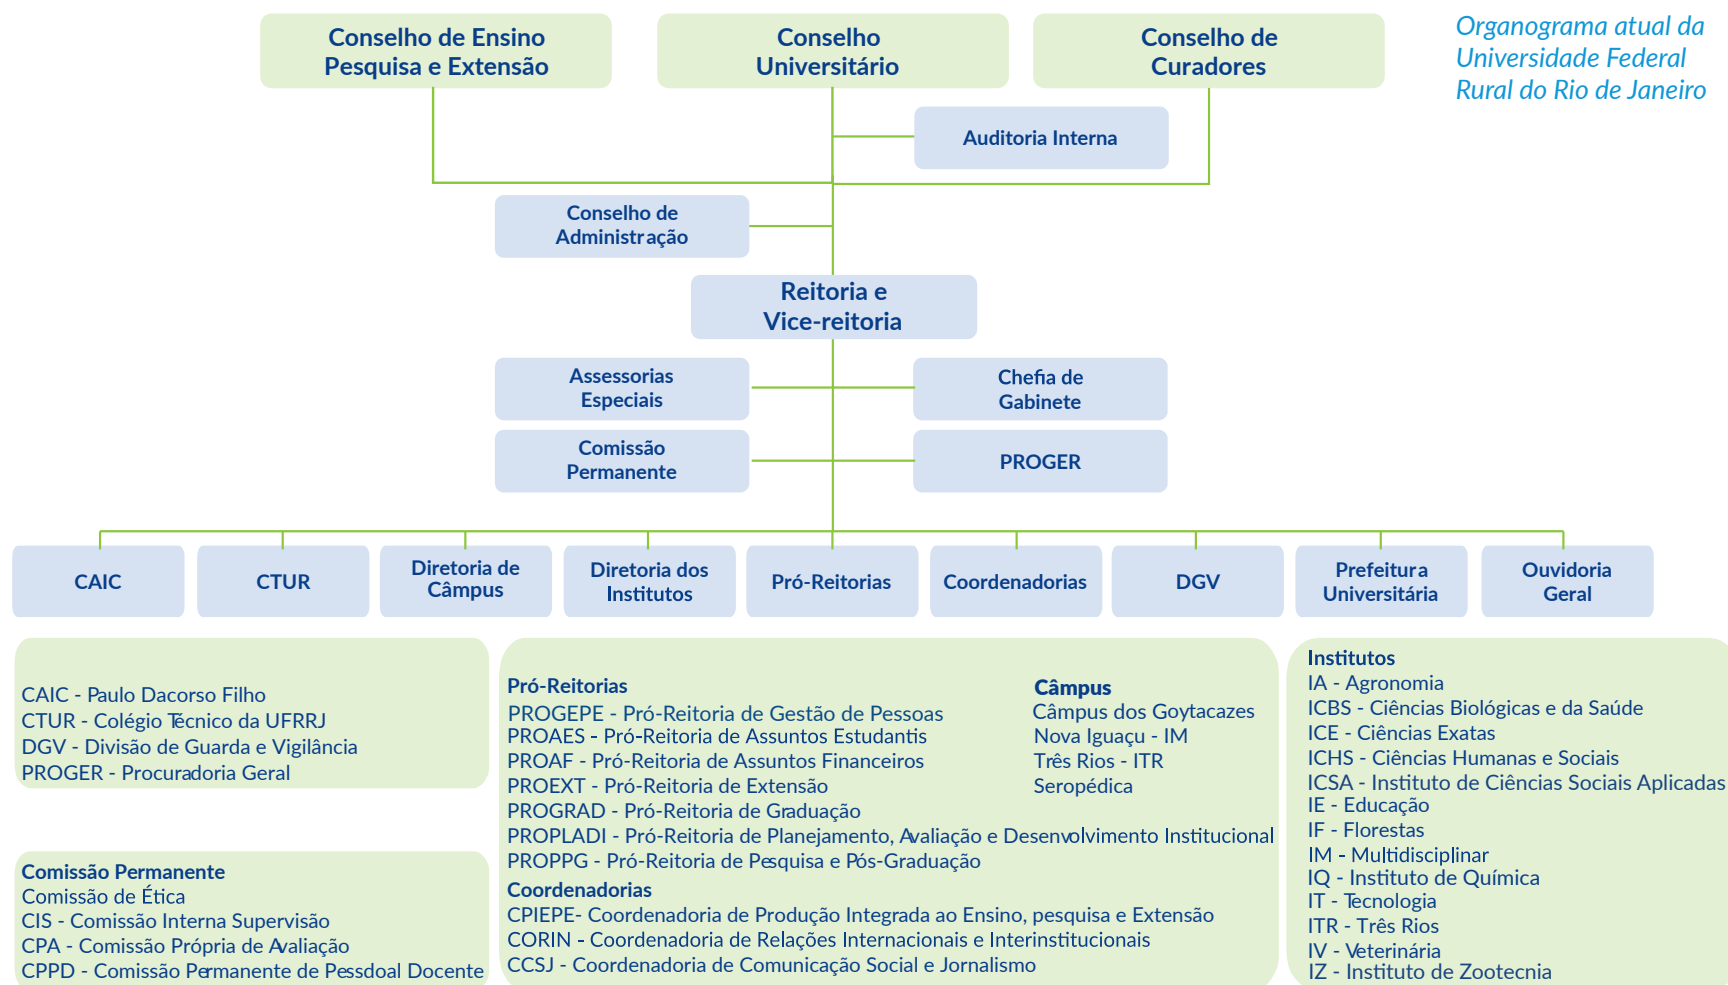 Conselho de Ensino
Pesquisa e Extensão
Conselho
Universitário
Conselho de
Curadores
Organograma atual da
Universidade Federal
Rural do Rio de Janeiro
Auditoria Interna
Conselho de
Administração
Reitoria e
Vice-reitoria
Assessorias
Especiais
Chefia de
Gabinete
Comissão
Permanente
PROGER
CAIC
CTUR
Diretoria de
Câmpus
Diretoria dos
Institutos
Pró-Reitorias
Coordenadorias
DGV
Prefeitura
Universitária
Ouvidoria
Geral
CAIC - Paulo Dacorso Filho
CTUR - Colégio Técnico da UFRRJ
DGV - Divisão de Guarda e Vigilância
PROGER - Procuradoria Geral
Comissão Permanente
Comissão de Ética
CIS - Comissão Interna Supervisão
CPA - Comissão Própria de Avaliação
CPPD - Comissão Permanente de Pessdoal Docente
Pró-Reitorias
PROGEPE - Pró-Reitoria de Gestão de Pessoas
PROAES - Pró-Reitoria de Assuntos Estudantis
PROAF - Pró-Reitoria de Assuntos Financeiros
PROEXT - Pró-Reitoria de Extensão
PROGRAD - Pró-Reitoria de Graduação
PROPLADI - Pró-Reitoria de Planejamento, Avaliação e Desenvolvimento Institucional
PROPPG - Pró-Reitoria de Pesquisa e Pós-Graduação
Coordenadorias
CPIEPE- Coordenadoria de Produção Integrada ao Ensino, pesquisa e Extensão
CORIN - Coordenadoria de Relações Internacionais e Interinstitucionais
CCSJ - Coordenadoria de Comunicação Social e Jornalismo
Câmpus
Câmpus dos Goytacazes
Nova Iguaçu - IM
Três Rios - ITR
Seropédica
Institutos
IA - Agronomia
ICBS - Ciências Biológicas e da Saúde
ICE - Ciências Exatas
ICHS - Ciências Humanas e Sociais
ICSA - Instituto de Ciências Sociais Aplicadas
IE - Educação
IF - Florestas
IM - Multidisciplinar
IQ - Instituto de Química
IT - Tecnologia
ITR - Três Rios
IV - Veterinária
IZ - Instituto de Zootecnia